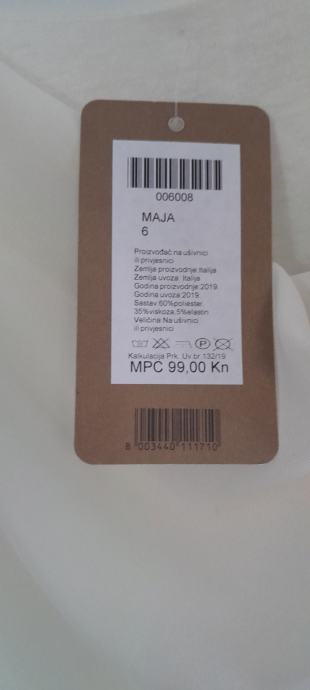 006008
MAJA
6
Proizvođač:na ušivnici
ili privjesnici
Zemlja proizvodnje:Italija
Zemlja uvoza: Italija
Godina proizvodnje:2019.
Godina uvoza:2019.
Sastav 60%poliester,
35%viskoza,5%elastin
Veličina:Na ušivnici
ili privjesnici
P
Kalkulacija Prk. Uv.br.132/19
MPC 99,00 Kn
8 003440 111710